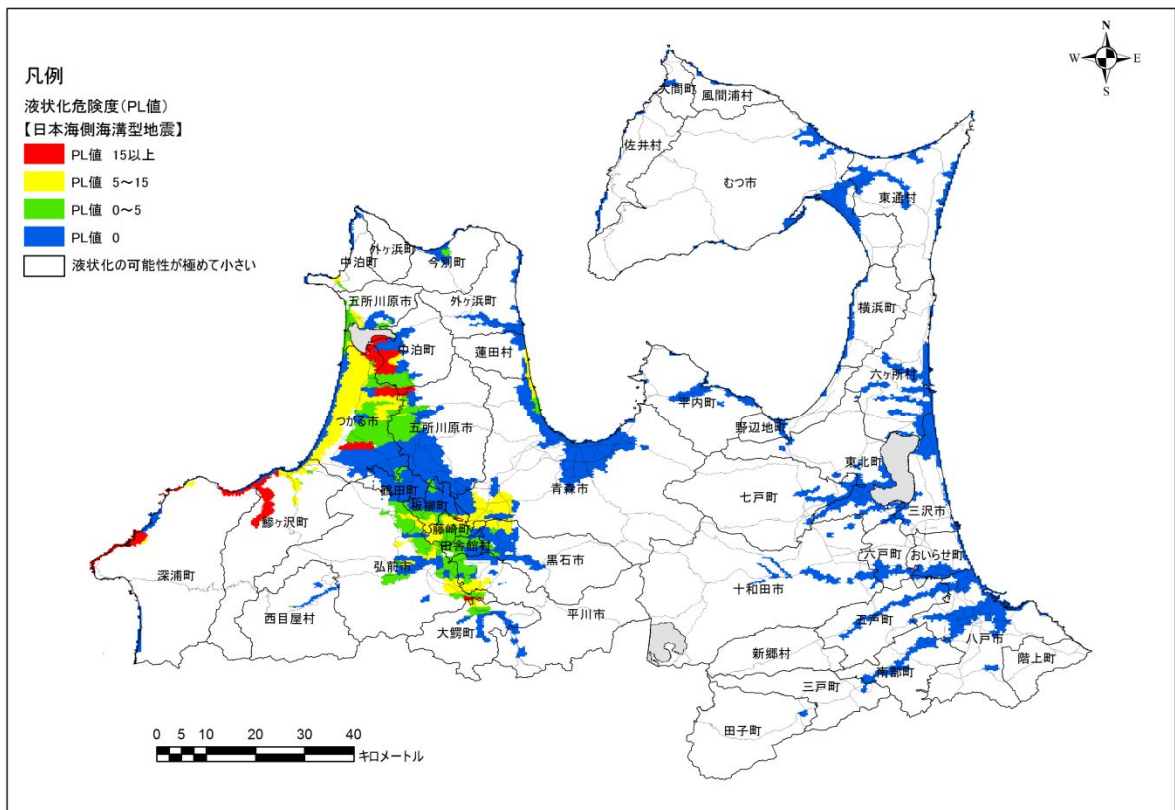 凡例
液状化危険度(PL値)
【日本海側海溝型地震】
PL値 15以上
PL値 5～15
PL値 0～5
PL値 0
液状化の可能性が極めて小さい
N
W E
S
大間町
風間浦村
佐井村
むつ市
東通村
外ヶ浜町
中泊町
今別町
五所川原市
外ヶ浜町
横浜町
中泊町
蓬田村
六ヶ所村
平内町
つがる市
五所川原市
野辺地町
東北町
青森市
鶴田町
七戸町
板柳町
三沢市
鰺ヶ沢町
藤崎町
田舎館村
六戸町
おいらせ町
黒石市
弘前市
深浦町
十和田市
西目屋村
平川市
五戸町
大鰐町
八戸市
新郷村
階上町
南部町
三戸町
田子町
0 5 10 20 30 40
キロメートル